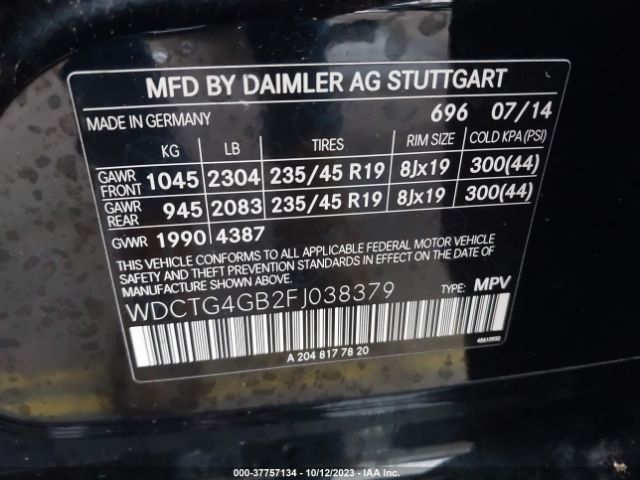 MFD BY DAIMLER AG STUTTGART
MADE IN GERMANY 696 07/14
KG LB TIRES RIM SIZE COLD KPA(PSI)
GAWR FRONT 1045 2304 235/45 R19 8Jx19 300(44)
GAWR REAR 945 2083 235/45 R19 8Jx19 300(44)
GVWR 1990 4387
THIS VEHICLE CONFORMS TO ALL APPLICABLE FEDERAL MOTOR VEHICLE
SAFETY AND THEFT PREVENTION STANDARDS IN EFFECT ON THE DATE OF
MANUFACTURE SHOWN ABOVE.
WDCTG4GB2FJ038379 TYPE: MPV
A 204 817 78 20
000-37757134 - 10/12/2023 - IAA Inc.